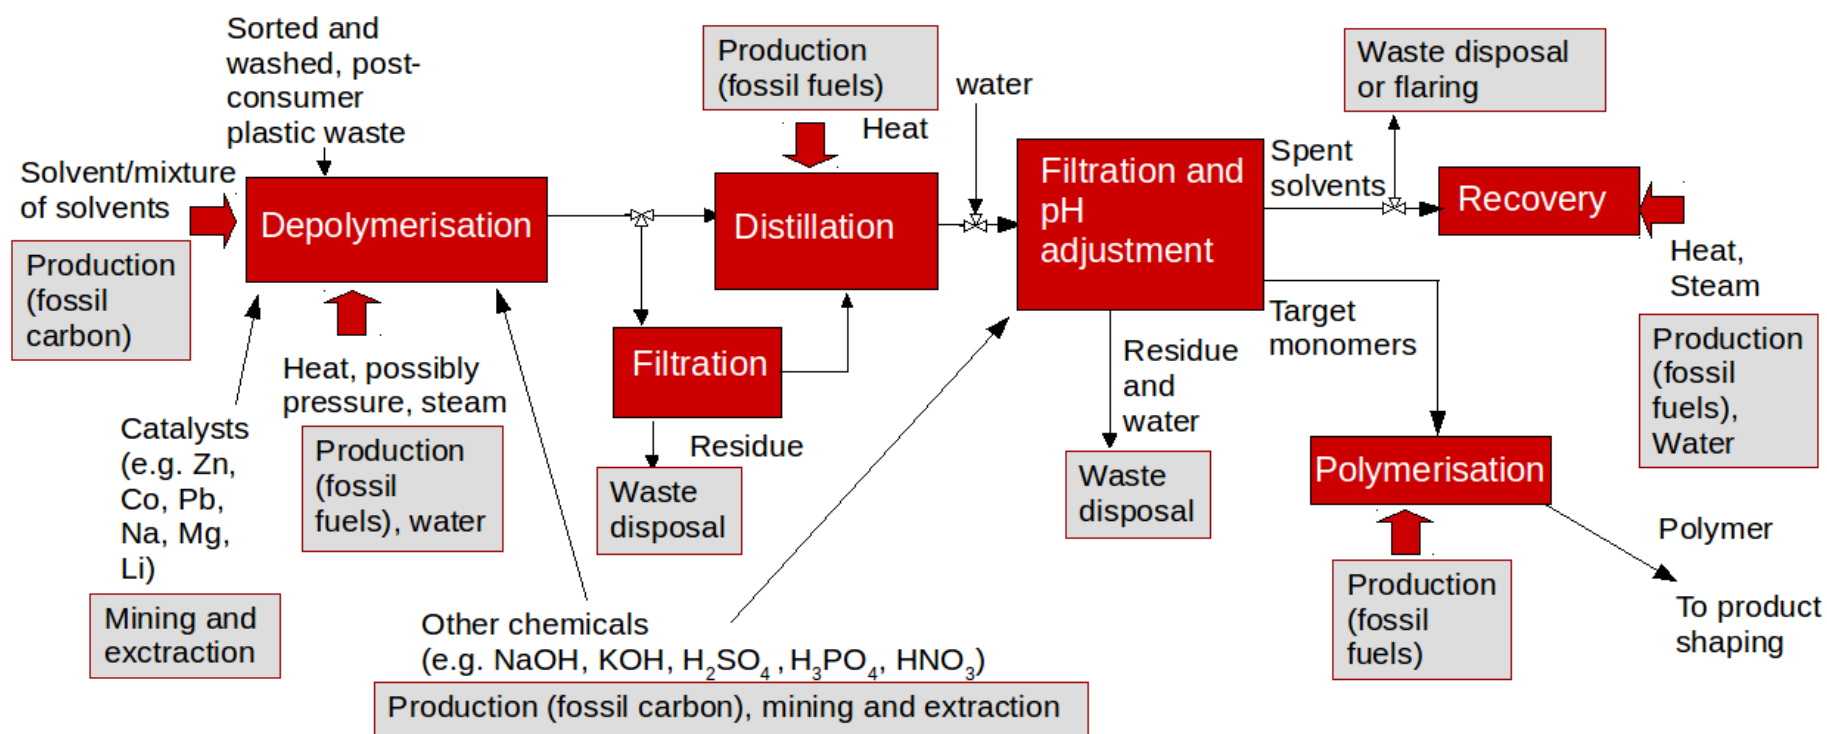 Sorted and
washed, post-
consumer
plastic waste
Solvent/mixture
of solvents
Production
(fossil
carbon)
Depolymerisation
Catalysts
(e.g. Zn,
Co, Pb,
Na, Mg,
Li)
Mining and
exctraction
Heat, possibly
pressure, steam
Production
(fossil
fuels), water
Other chemicals
(e.g. NaOH, KOH, H₂SO₄ , H₃PO₄, HNO₃)
Production (fossil carbon), mining and extraction
Filtration
Residue
Waste
disposal
Production
(fossil fuels)
Heat
Distillation
water
Filtration and
pH
adjustment
Residue
and
water
Waste
disposal
Spent
solvents
Waste disposal
or flaring
Recovery
Heat,
Steam
Production
(fossil
fuels),
Water
Target
monomers
Polymerisation
Production
(fossil
fuels)
Polymer
To product
shaping